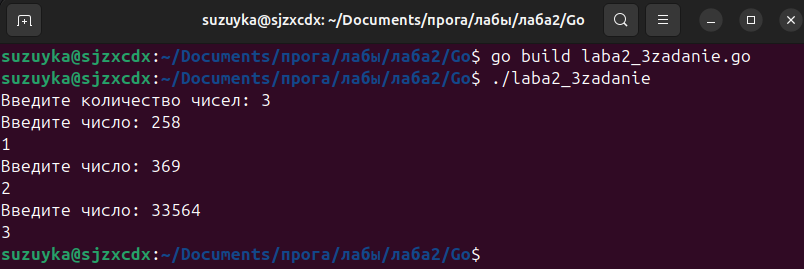 suzuyka@sjzxcdx: ~/Documents/прога/лабы/лаба2/Go
suzuyka@sjzxcdx:~/Documents/прога/лабы/лаба2/Go$ go build laba2_3zadanie.go
suzuyka@sjzxcdx:~/Documents/прога/лабы/лаба2/Go$ ./laba2_3zadanie
Введите количество чисел: 3
Введите число: 258
1
Введите число: 369
2
Введите число: 33564
3
suzuyka@sjzxcdx:~/Documents/прога/лабы/лаба2/Go$